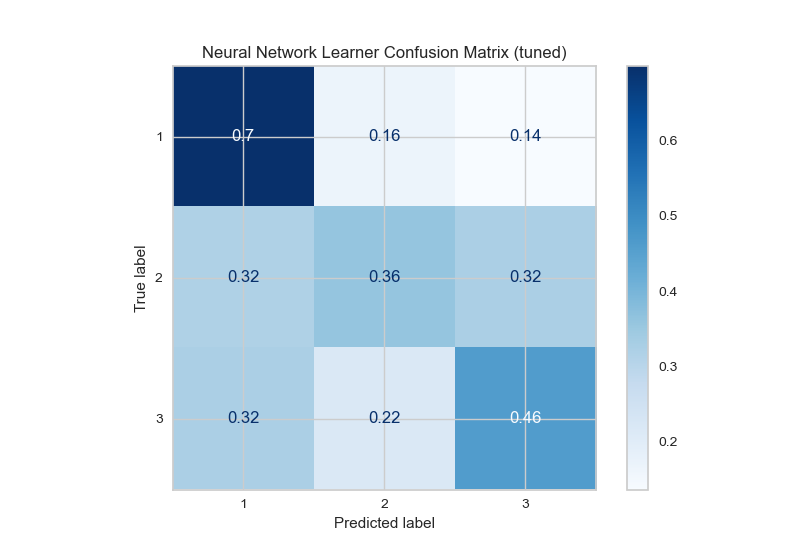 Neural Network Learner Confusion Matrix (tuned)
1 0.7 0.16 0.14
2 0.32 0.36 0.32
3 0.32 0.22 0.46
1 2 3
True label
Predicted label
0.6
0.5
0.4
0.3
0.2